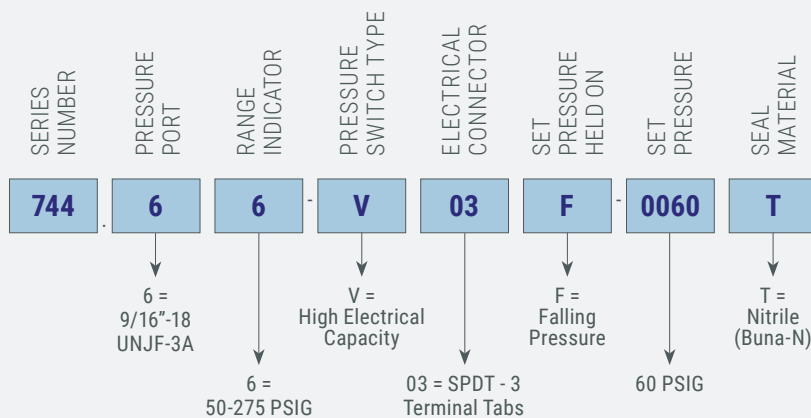 SERIES
NUMBER
PRESSURE
PORT
RANGE
INDICATOR
PRESSURE
SWITCH TYPE
ELECTRICAL
CONNECTOR
SET
PRESSURE
HELD ON
SET
PRESSURE
SEAL
MATERIAL
744 . 6 6 - V 03 F - 0060 T
6 =
9/16”-18
UNJF-3A
V =
High Electrical
Capacity
F =
Falling
Pressure
T =
Nitrile
(Buna-N)
6 =
50-275 PSIG
03 = SPDT - 3
Terminal Tabs
60 PSIG